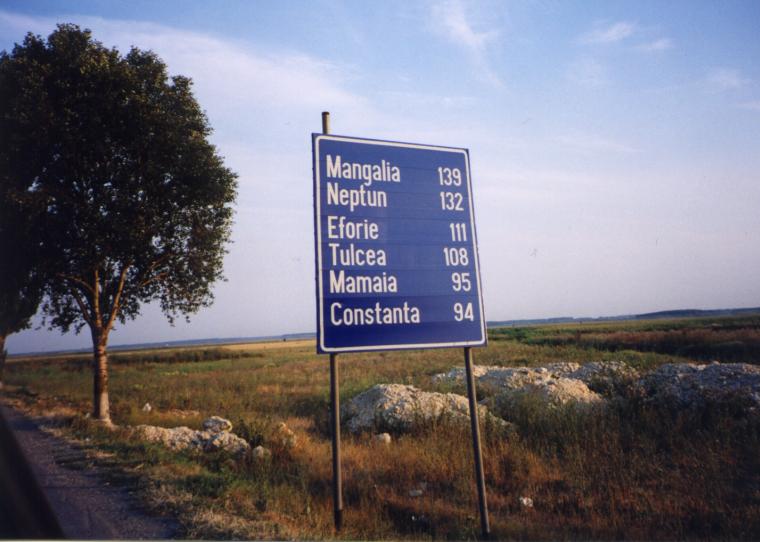 Mangalia 139
Neptun 132
Eforie 111
Tulcea 108
Mamaia 95
Constanta 94